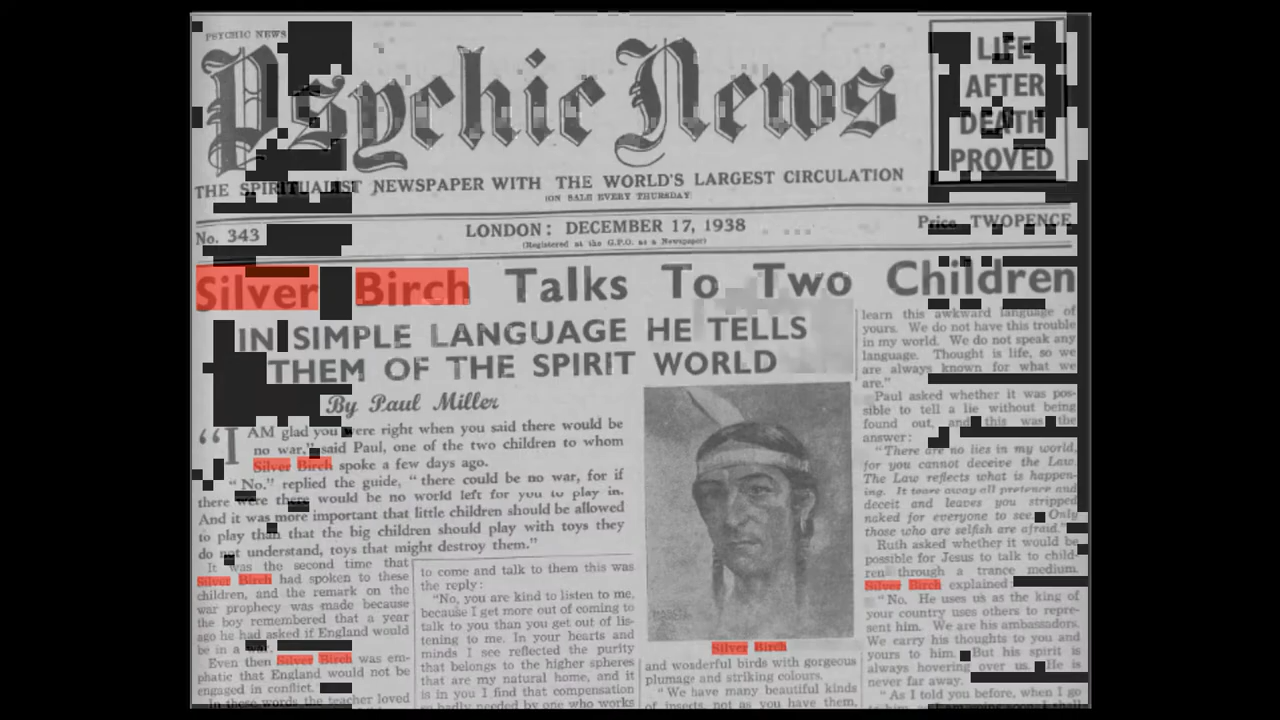 PSYCHIC NEWS
Psychic News
LIFE
AFTER
DEATH
PROVED
THE SPIRITUALIST NEWSPAPER WITH THE WORLD'S LARGEST CIRCULATION
(ON SALE EVERY THURSDAY)
No. 343
LONDON: DECEMBER 17, 1938
(Registered at the G.P.O. as a Newspaper)
Price TWOPENCE
Silver Birch Talks To Two Children
IN SIMPLE LANGUAGE HE TELLS
THEM OF THE SPIRIT WORLD
By Paul Miller
"I AM glad you were right when you said there would be
no war," said Paul, one of the two children to whom
Silver Birch spoke a few days ago.
"No." replied the guide, "there could be no war, for if
there were there would be no world left for you to play in.
And it was more important that little children should be allowed
to play than that the big children should play with toys they
do not understand, toys that might destroy them."
It was the second time that
Silver Birch had spoken to these
children, and the remark on the
war prophecy was made because
the boy remembered that a year
ago he had asked if England would
be in a war.
Even then Silver Birch was em-
phatic that England would not be
engaged in conflict.
In these words the teacher loved
to come and talk to them this was
the reply:
"No, you are kind to listen to me,
because I get more out of coming to
talk to you than you get out of lis-
tening to me. In your hearts and
minds I see reflected the purity
that belongs to the higher spheres
that are my natural home, and it
is in you I find that compensation
so badly needed by one who works
Silver Birch
and wonderful birds with gorgeous
plumage and striking colours.
"We have many beautiful kinds
of insects, not as you have them,
learn this awkward language of
yours. We do not have this trouble
in my world. We do not speak any
language. Thought is life, so we
are always known for what we
are."
Paul asked whether it was pos-
sible to tell a lie without being
found out, and this was the
answer:
"There are no lies in my world,
for you cannot deceive the Law.
The Law reflects what is happen-
ing. It tears away all pretence and
deceit and leaves you stripped
naked for everyone to see. Only
those who are selfish are afraid."
Ruth asked whether it would be
possible for Jesus to talk to child-
ren through a trance medium.
Silver Birch explained:
"No. He uses us as the king of
your country uses others to repre-
sent him. We are his ambassadors.
We carry his thoughts to you and
yours to him. But his spirit is
always hovering over us. He is
never far away.
"As I told you before, when I go